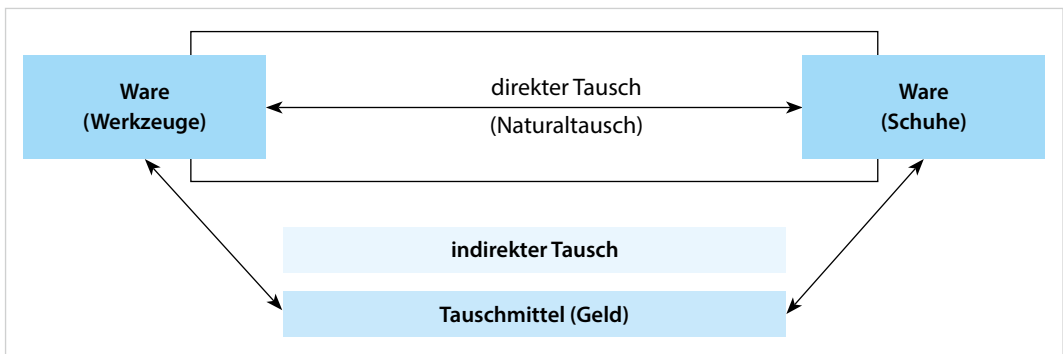 Ware
(Werkzeuge)
direkter Tausch
(Naturaltausch)
Ware
(Schuhe)
indirekter Tausch
Tauschmittel (Geld)